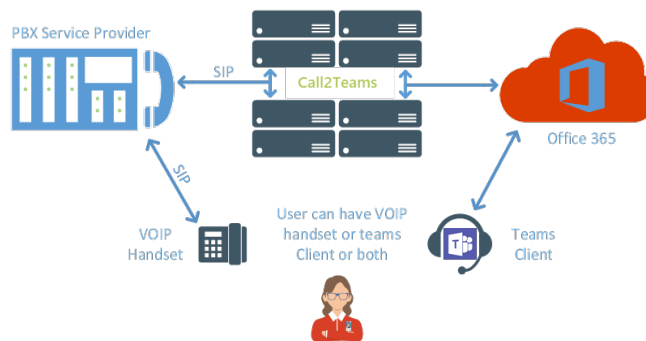 PBX Service Provider
SIP
Call2Teams
Office 365
SIP
VOIP
Handset
User can have VOIP
handset or teams
Client or both
T
Teams
Client